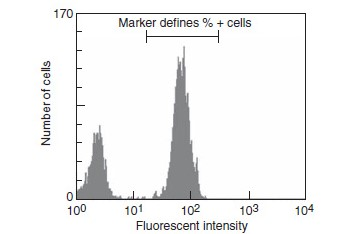 170
Marker defines % + cells
Number of cells
0
10⁰ 10¹ 10² 10³ 10⁴
Fluorescent intensity